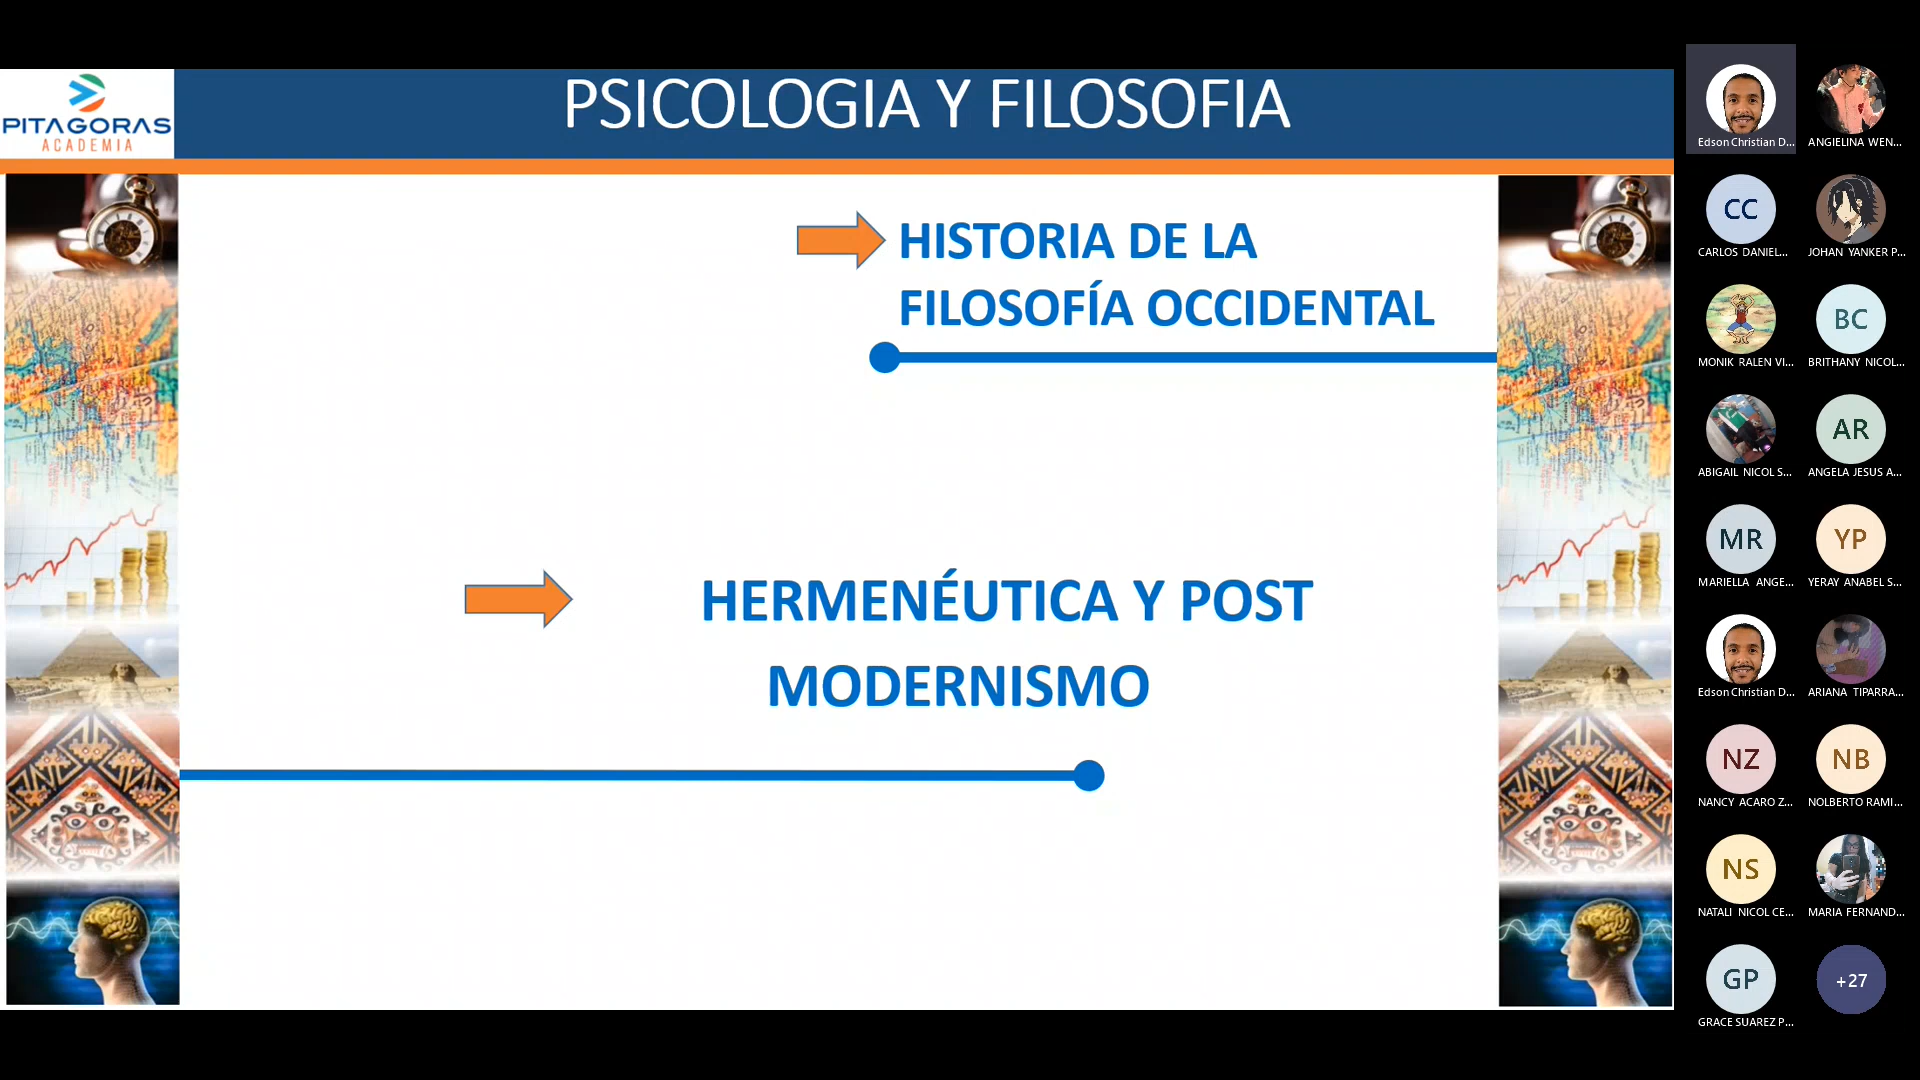 PITAGORAS
ACADEMIA
PSICOLOGIA Y FILOSOFIA
HISTORIA DE LA
FILOSOFÍA OCCIDENTAL
HERMENÉUTICA Y POST
MODERNISMO
Edson Christian D...
ANGIELINA WEN...
CC
CARLOS DANIEL...
JOHAN YANKER P...
MONIK RALEN VI...
BC
BRITHANY NICOL...
ABIGAIL NICOL S...
AR
ANGELA JESUS A...
MR
MARIELLA ANGE...
YP
YERAY ANABEL S...
Edson Christian D...
ARIANA TIPARRA...
NZ
NANCY ACARO Z...
NB
NOLBERTO RAMI...
NS
NATALI NICOL CE...
MARIA FERNAND...
GP
GRACE SUAREZ P...
+27